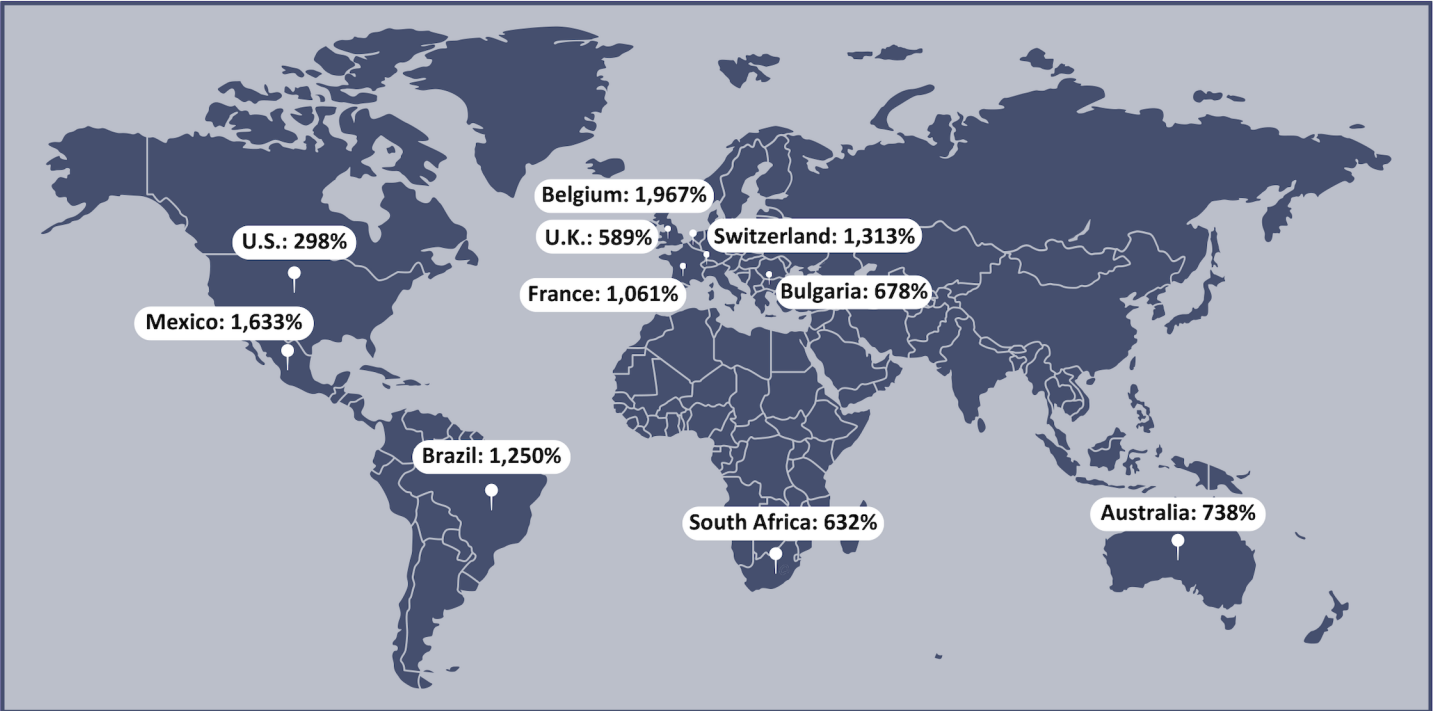 Belgium: 1,967%
U.K.: 589%
Switzerland: 1,313%
U.S.: 298%
France: 1,061%
Bulgaria: 678%
Mexico: 1,633%
Brazil: 1,250%
South Africa: 632%
Australia: 738%